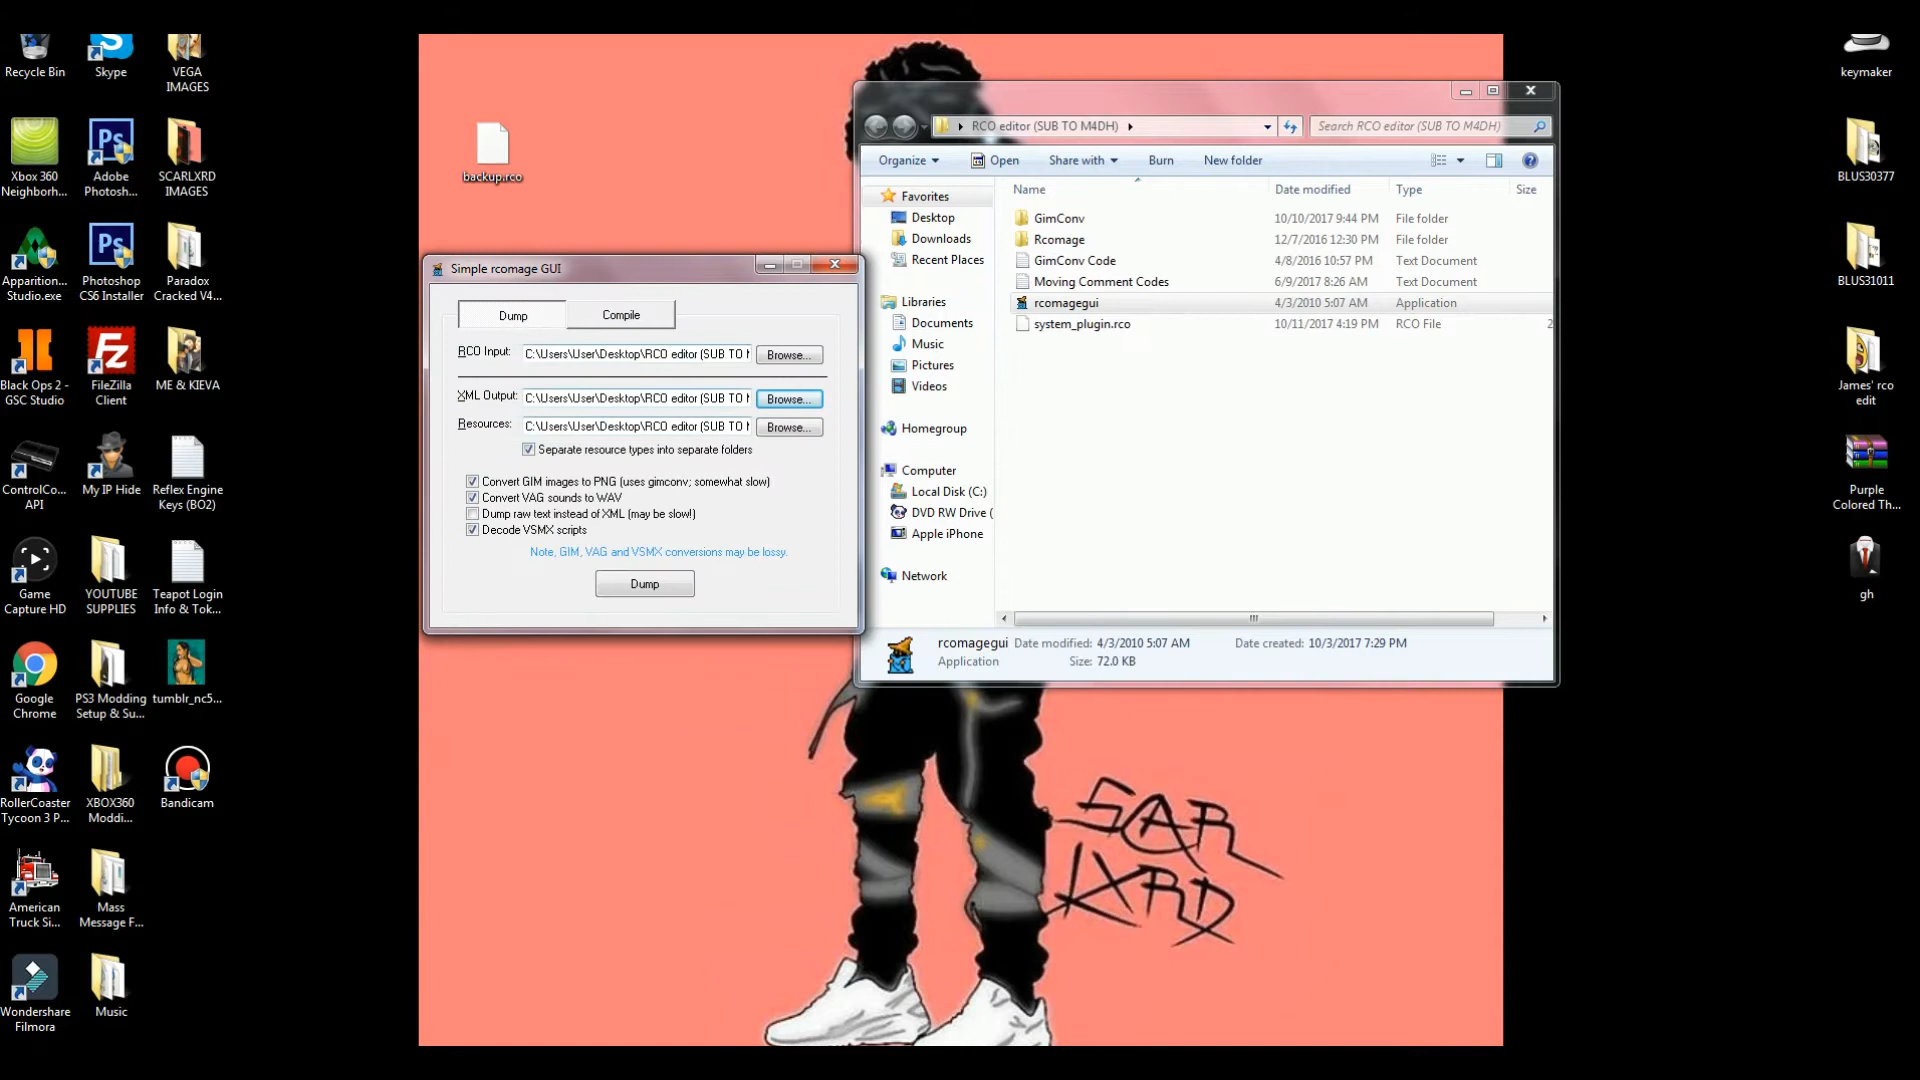 Recycle Bin
Skype
VEGA
IMAGES
Xbox 360
Neighborh...
Adobe
Photosh...
SCARLXRD
IMAGES
Apparition...
Studio.exe
Photoshop
CS6 Installer
Paradox
Cracked V4...
Black Ops 2 -
GSC Studio
FileZilla
Client
ME & KIEVA
ControlCo...
API
My IP Hide
Reflex Engine
Keys (BO2)
Game
Capture HD
YOUTUBE
SUPPLIES
Teapot Login
Info & Tok...
Google
Chrome
PS3 Modding
Setup & Su...
tumblr_nc5...
RollerCoaster
Tycoon 3 P...
XBOX360
Moddi...
Bandicam
American
Truck Si...
Mass
Message F...
Wondershare
Filmora
Music
backup.rco
Simple rcomage GUI
Dump
Compile
RCO Input:
C:\Users\User\Desktop\RCO editor (SUB TO
Browse...
XML Output:
C:\Users\User\Desktop\RCO editor (SUB TO
Browse...
Resources:
C:\Users\User\Desktop\RCO editor (SUB TO
Browse...
Separate resource types into separate folders
Convert GIM images to PNG (uses gimconv; somewhat slow)
Convert VAG sounds to WAV
Dump raw text instead of XML (may be slow!)
Decode VSMX scripts
Note, GIM, VAG and VSMX conversions may be lossy.
Dump
RCO editor (SUB TO M4DH)
Search RCO editor (SUB TO M4DH)
Organize
Open
Share with
Burn
New folder
Favorites
Desktop
Downloads
Recent Places
Libraries
Documents
Music
Pictures
Videos
Homegroup
Computer
Local Disk (C:)
DVD RW Drive (
Apple iPhone
Network
Name Date modified Type Size
GimConv 10/10/2017 9:44 PM File folder
Rcomage 12/7/2016 12:30 PM File folder
GimConv Code 4/8/2016 10:57 PM Text Document
Moving Comment Codes 6/9/2017 8:26 AM Text Document
rcomagegui 4/3/2010 5:07 AM Application
system_plugin.rco 10/11/2017 4:19 PM RCO File 2
rcomagegui Date modified: 4/3/2010 5:07 AM Date created: 10/3/2017 7:29 PM
Application Size: 72.0 KB
SCAR
LXRD
keymaker
BLUS30377
BLUS31011
James' rco
edit
Purple
Colored Th...
gh